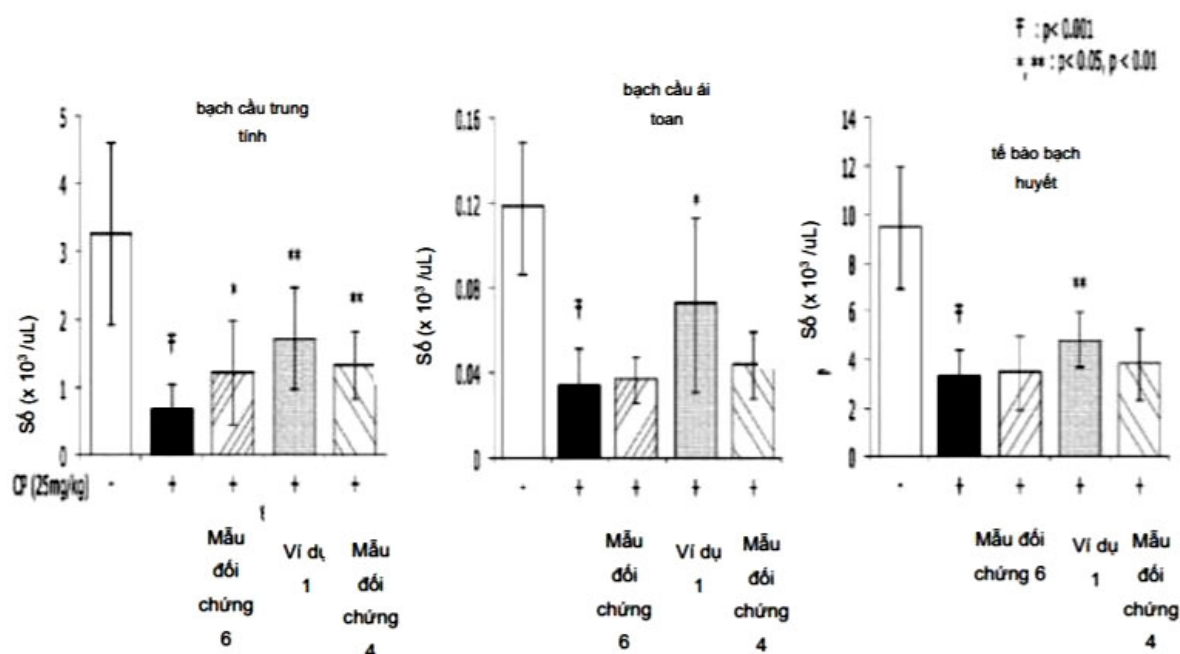 Ŧ : p< 0.001
*,** : p< 0.05, p < 0.01
bạch cầu trung
tính
Số (x 10³ /uL)
5
4
3
2
1
0
Ŧ
*
**
**
CP (25mg/kg)
- + + + +
Mẫu
đối
chứng
6
Ví dụ
1
Mẫu
đối
chứng
4
bạch cầu ái
toan
Số (x 10³ /uL)
0.16
0.12
0.08
0.04
0
Ŧ
*
- + + + +
Mẫu
đối
chứng
6
Ví dụ
1
Mẫu
đối
chứng
4
tế bào bạch
huyết
Số (x 10³ /uL)
14
12
10
8
6
4
2
0
Ŧ
**
- + + + +
Mẫu đối
chứng 6
Ví dụ
1
Mẫu
đối
chứng
4